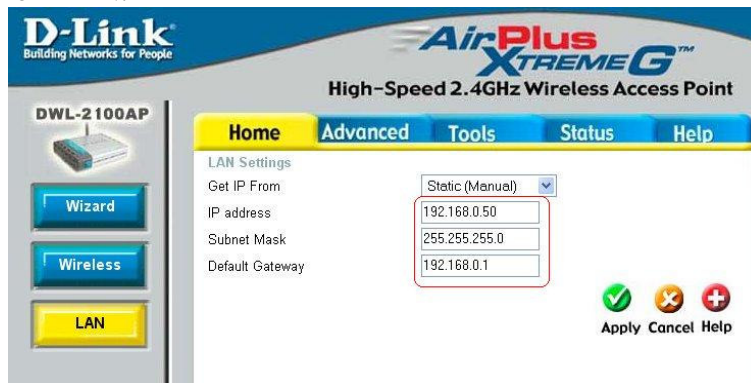 D-Link
Building Networks for People
AirPlus
XTREME G™
High-Speed 2.4GHz Wireless Access Point
DWL-2100AP
Home Advanced Tools Status Help
LAN Settings
Get IP From Static (Manual)
IP address 192.168.0.50
Subnet Mask 255.255.255.0
Default Gateway 192.168.0.1
Wizard
Wireless
LAN
Apply Cancel Help